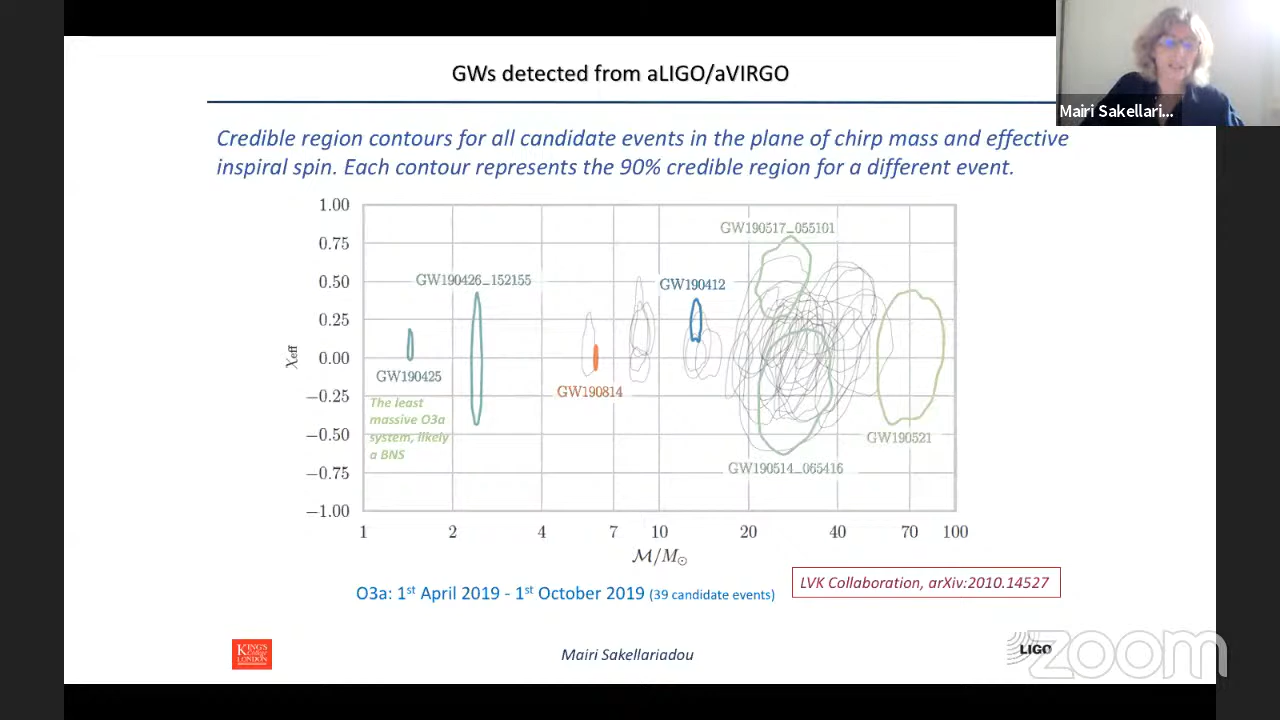 GWs detected from aLIGO/aVIRGO
Mairi Sakellari...
Credible region contours for all candidate events in the plane of chirp mass and effective
inspiral spin. Each contour represents the 90% credible region for a different event.
1.00
0.75
0.50
0.25
0.00
−0.25
−0.50
−0.75
−1.00
χeff
GW190517_055101
GW190426_152155
GW190412
GW190425
GW190814
The least
massive O3a
system, likely
a BNS
GW190521
GW190514_065416
1 2 4 7 10 20 40 70 100
ℳ/M⊙
O3a: 1st April 2019 - 1st October 2019 (39 candidate events)
LVK Collaboration, arXiv:2010.14527
KING'S
College
LONDON
Mairi Sakellariadou
LIGO
zoom